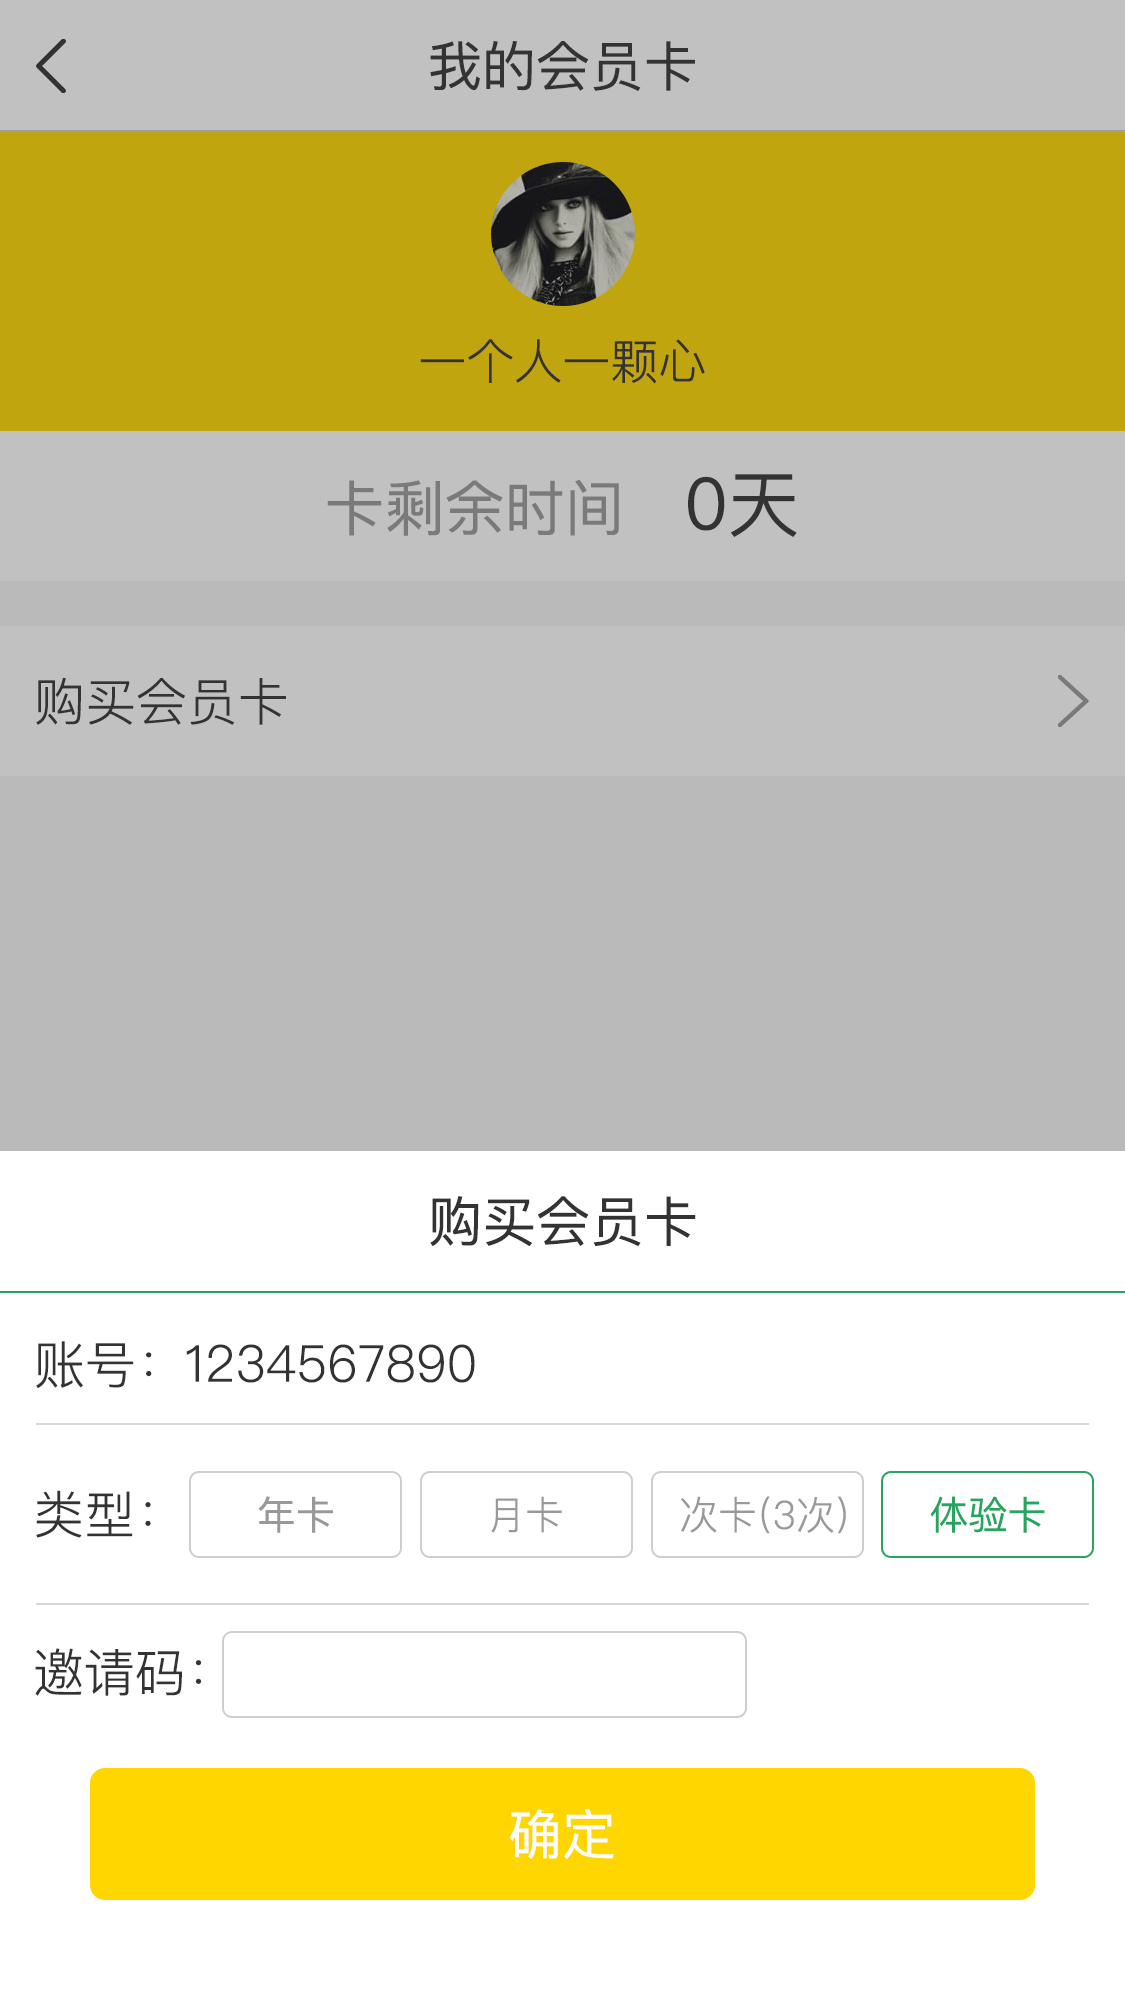 我的会员卡
一个人一颗心
卡剩余时间 0天
购买会员卡
购买会员卡
账号：1234567890
类型： 年卡 月卡 次卡(3次) 体验卡
邀请码：
确定